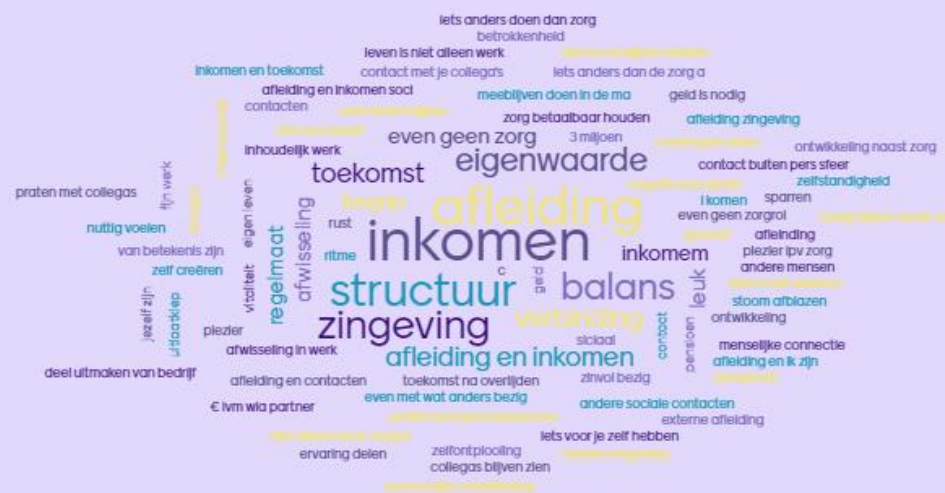 Iets anders doen dan zorg
betrokkenheid
leven is niet alleen werk
inkomen en toekomst
contact met je collega's
Iets anders dan de zorg a
afleiding en inkomen soci
meeblijven doen in de ma
geld is nodig
contacten
zorg betaalbaar houden
afleiding zingeving
even geen zorg
3 miljoen
inhoudelijk werk
eigenwaarde
ontwikkeling naast zorg
toekomst
contact buiten pers sfeer
praten met collegas
fijn werk
eigen leven
zelfstandigheid
begrip
afleiding
i komen
sparren
afwisseling
rust
even geen zorgrol
nuttig voelen
regelmaat
inkomen
afleinding
van betekenis zijn
ritme
inkomem
plezier ipv zorg
zelf creëren
vitaliteit
c
geld
andere mensen
structuur
balans
leuk
stoom afblazen
jezelf zijn
uitlaatklep
zingeving
verbinding
ontwikkeling
plezier
siciaal
contact
pensioen
menselijke connectie
afwisseling in werk
afleiding en inkomen
afleiding en ik zijn
deel uitmaken van bedrijf
afleiding en contacten
toekomst na overlijden
zinvol bezig
€ ivm wia partner
even met wat anders bezig
andere sociale contacten
externe afleiding
iets voor je zelf hebben
ervaring delen
zelfontplooling
collegas blijven zien